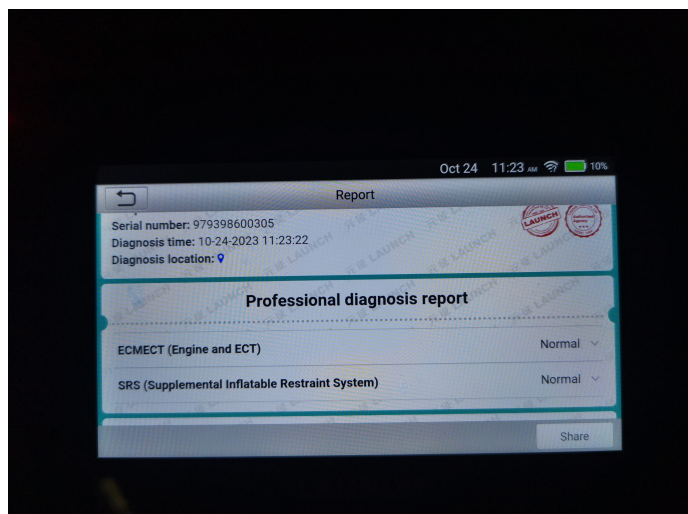 Oct 24 11:23 AM 10%
Report
Serial number: 979398600305
Diagnosis time: 10-24-2023 11:23:22
Diagnosis location:
LAUNCH
Professional diagnosis report
ECMECT (Engine and ECT)
Normal
SRS (Supplemental Inflatable Restraint System)
Normal
Share